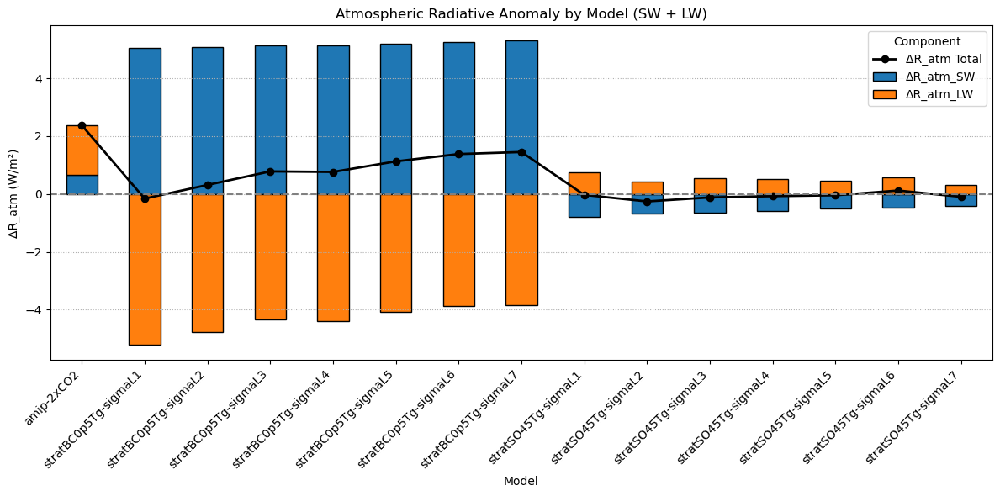 Atmospheric Radiative Anomaly by Model (SW + LW)
Component
ΔR_atm Total
ΔR_atm_SW
ΔR_atm_LW
ΔR_atm (W/m²)
4
2
0
−2
−4
amip-2xCO2
stratBC0p5Tg-sigmaL1
stratBC0p5Tg-sigmaL2
stratBC0p5Tg-sigmaL3
stratBC0p5Tg-sigmaL4
stratBC0p5Tg-sigmaL5
stratBC0p5Tg-sigmaL6
stratBC0p5Tg-sigmaL7
stratSO45Tg-sigmaL1
stratSO45Tg-sigmaL2
stratSO45Tg-sigmaL3
stratSO45Tg-sigmaL4
stratSO45Tg-sigmaL5
stratSO45Tg-sigmaL6
stratSO45Tg-sigmaL7
Model